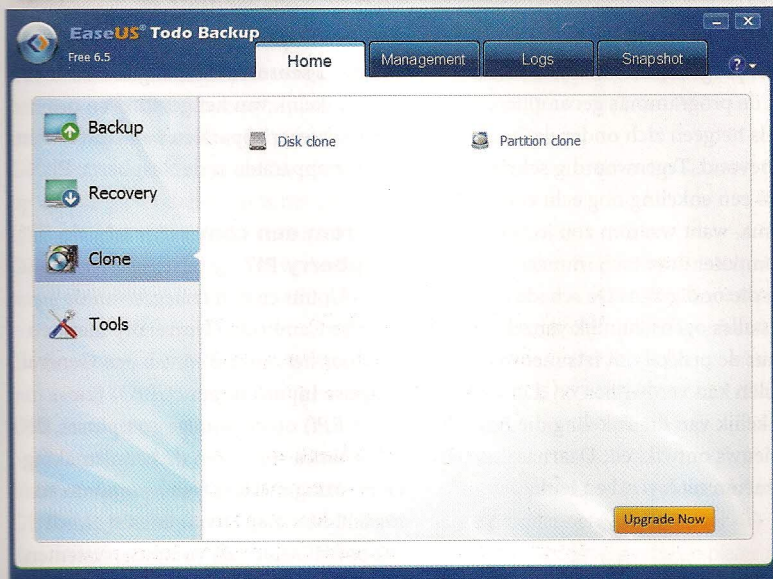 EaseUS® Todo Backup
Free 6.5
Home Management Logs Snapshot
?
Backup
Disk clone Partition clone
Recovery
Clone
Tools
Upgrade Now